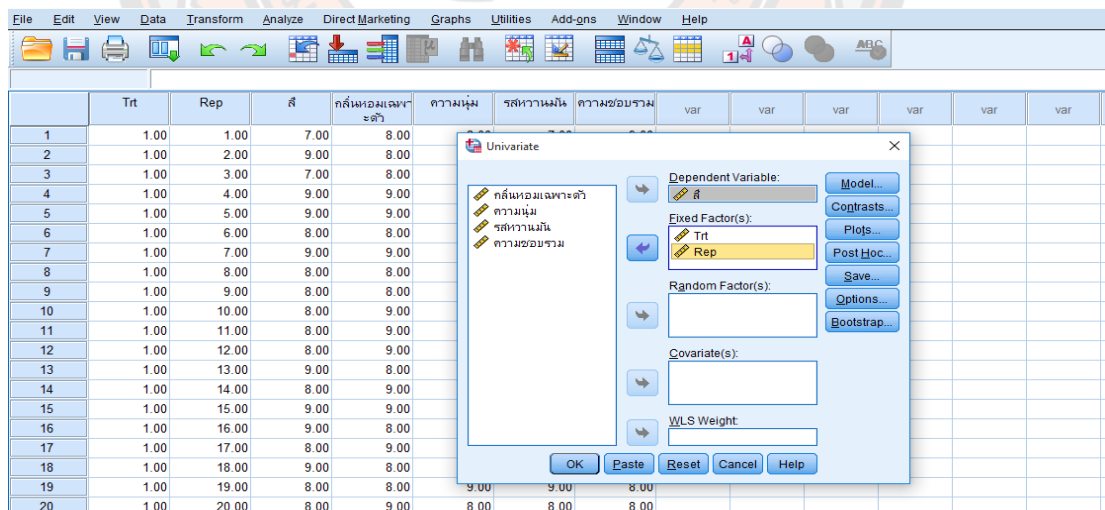 File Edit View Data Transform Analyze Direct Marketing Graphs Utilities Add-ons Window Help
Trt Rep สี กลิ่นหอมเฉพา ความนุ่ม รสหวานมัน ความชอบรวม var var var var var var
ะตัว
1 1.00 1.00 7.00 8.00
2 1.00 2.00 9.00 8.00
3 1.00 3.00 7.00 8.00
4 1.00 4.00 9.00 9.00
5 1.00 5.00 9.00 9.00
6 1.00 6.00 8.00 8.00
7 1.00 7.00 9.00 9.00
8 1.00 8.00 8.00 8.00
9 1.00 9.00 8.00 8.00
10 1.00 10.00 8.00 8.00
11 1.00 11.00 8.00 8.00
12 1.00 12.00 8.00 9.00
13 1.00 13.00 9.00 8.00
14 1.00 14.00 8.00 9.00
15 1.00 15.00 9.00 9.00
16 1.00 16.00 9.00 8.00
17 1.00 17.00 8.00 9.00
18 1.00 18.00 9.00 8.00
19 1.00 19.00 8.00 8.00 9.00 9.00 8.00
20 1.00 20.00 8.00 9.00 8.00 8.00 8.00
Univariate
กลิ่นหอมเฉพาะตัว
ความนุ่ม
รสหวานมัน
ความชอบรวม
Dependent Variable:
สี
Fixed Factor(s):
Trt
Rep
Random Factor(s):
Covariate(s):
WLS Weight:
Model...
Contrasts...
Plots...
Post Hoc...
Save...
Options...
Bootstrap...
OK Paste Reset Cancel Help